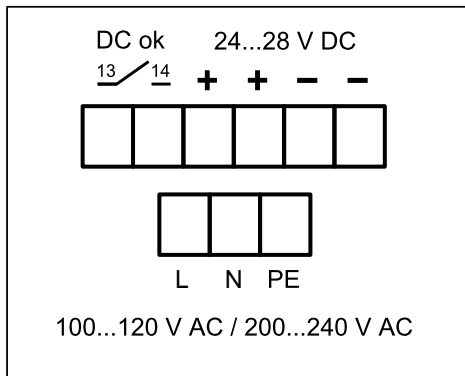 DC ok 24...28 V DC
13 14 + + – –
L N PE
100...120 V AC / 200...240 V AC